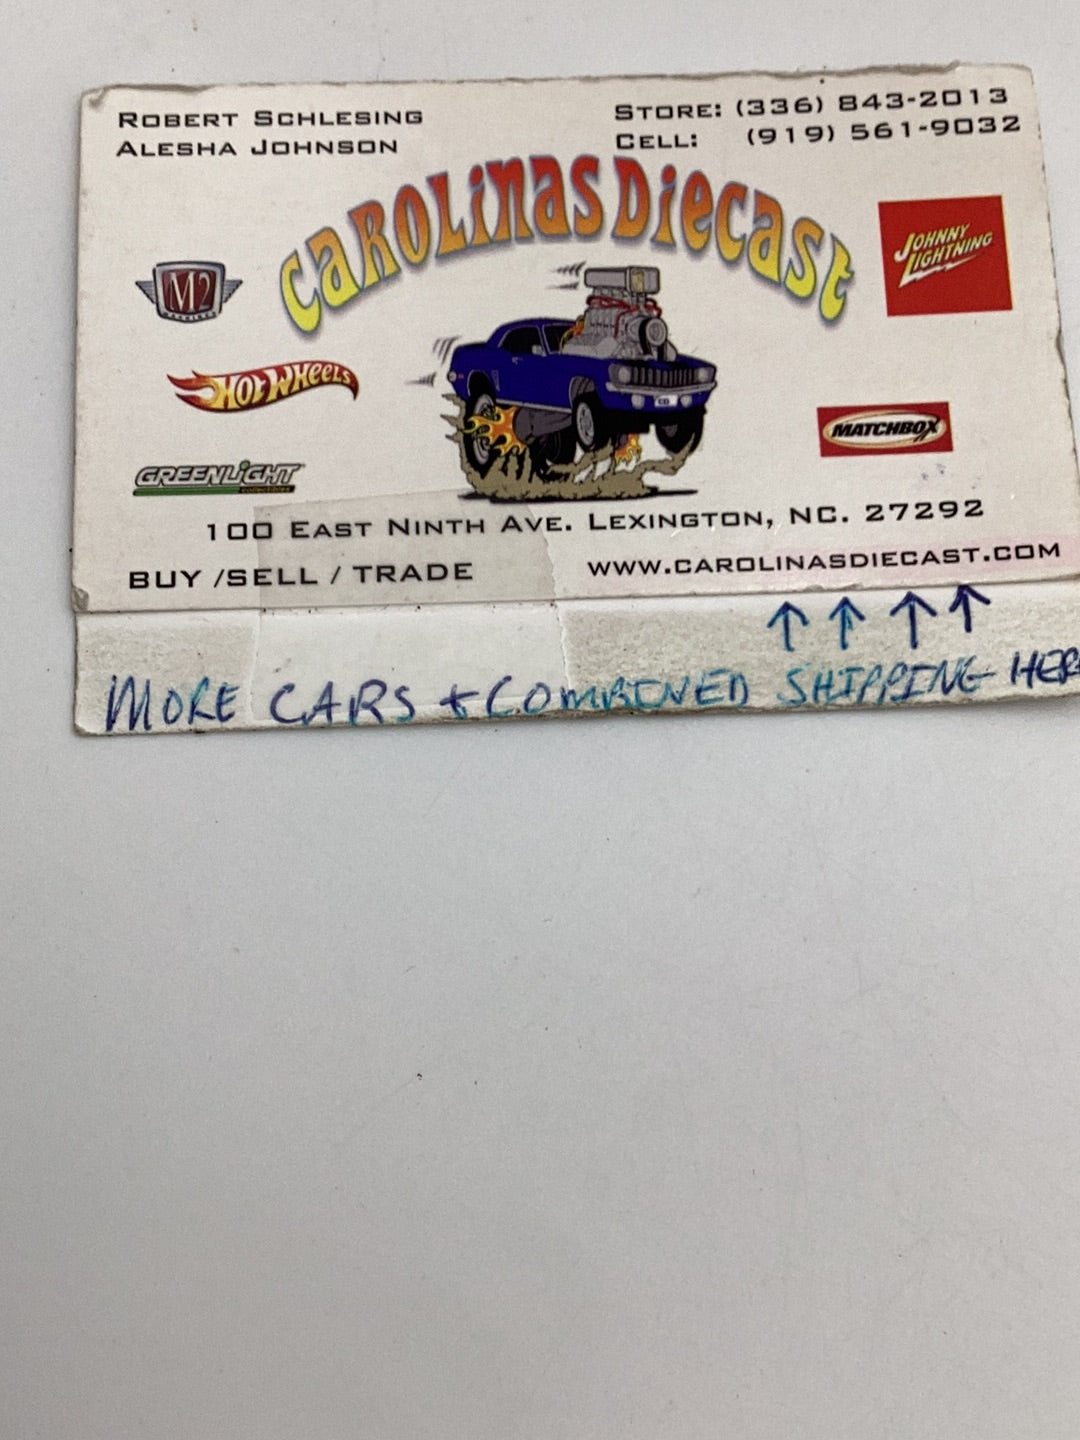 ROBERT SCHLESING
ALESHA JOHNSON
STORE: (336) 843-2013
CELL: (919) 561-9032
CAROLINAS DIECAST
M2
JOHNNY
LIGHTNING
HOT WHEELS
MATCHBOX
GREENLIGHT
collectibles
100 EAST NINTH AVE. LEXINGTON, NC. 27292
BUY /SELL / TRADE
WWW.CAROLINASDIECAST.COM
↑ ↑ ↑ ↑
MORE CARS + COMBINED SHIPPING HER